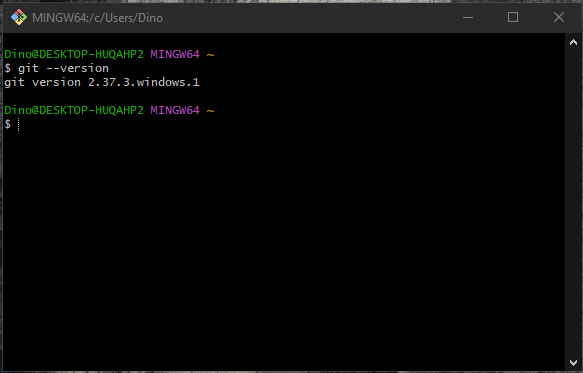 MINGW64:/c/Users/Dino
Dino@DESKTOP-HUQAHP2 MINGW64 ~
$ git --version
git version 2.37.3.windows.1
Dino@DESKTOP-HUQAHP2 MINGW64 ~
$